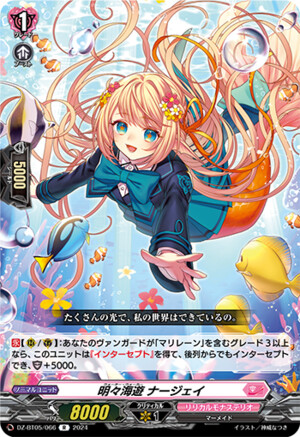 グレード
1
ブースト
5000
シールド
たくさんの光で、私の世界はできているの。
永【(V)/(R)】:あなたのヴァンガードが「マリレーン」を含むグレード3以上
なら、このユニットは『インターセプト』を得て、後列からでもインターセプト
でき、+5000。
ノーマルユニット
明々海遊 ナージェイ
パワー 8000
クリティカル 1
リリカルモナステリオ
マーメイド
DZ-BT05/066 R 2024
イラスト/神威なつき